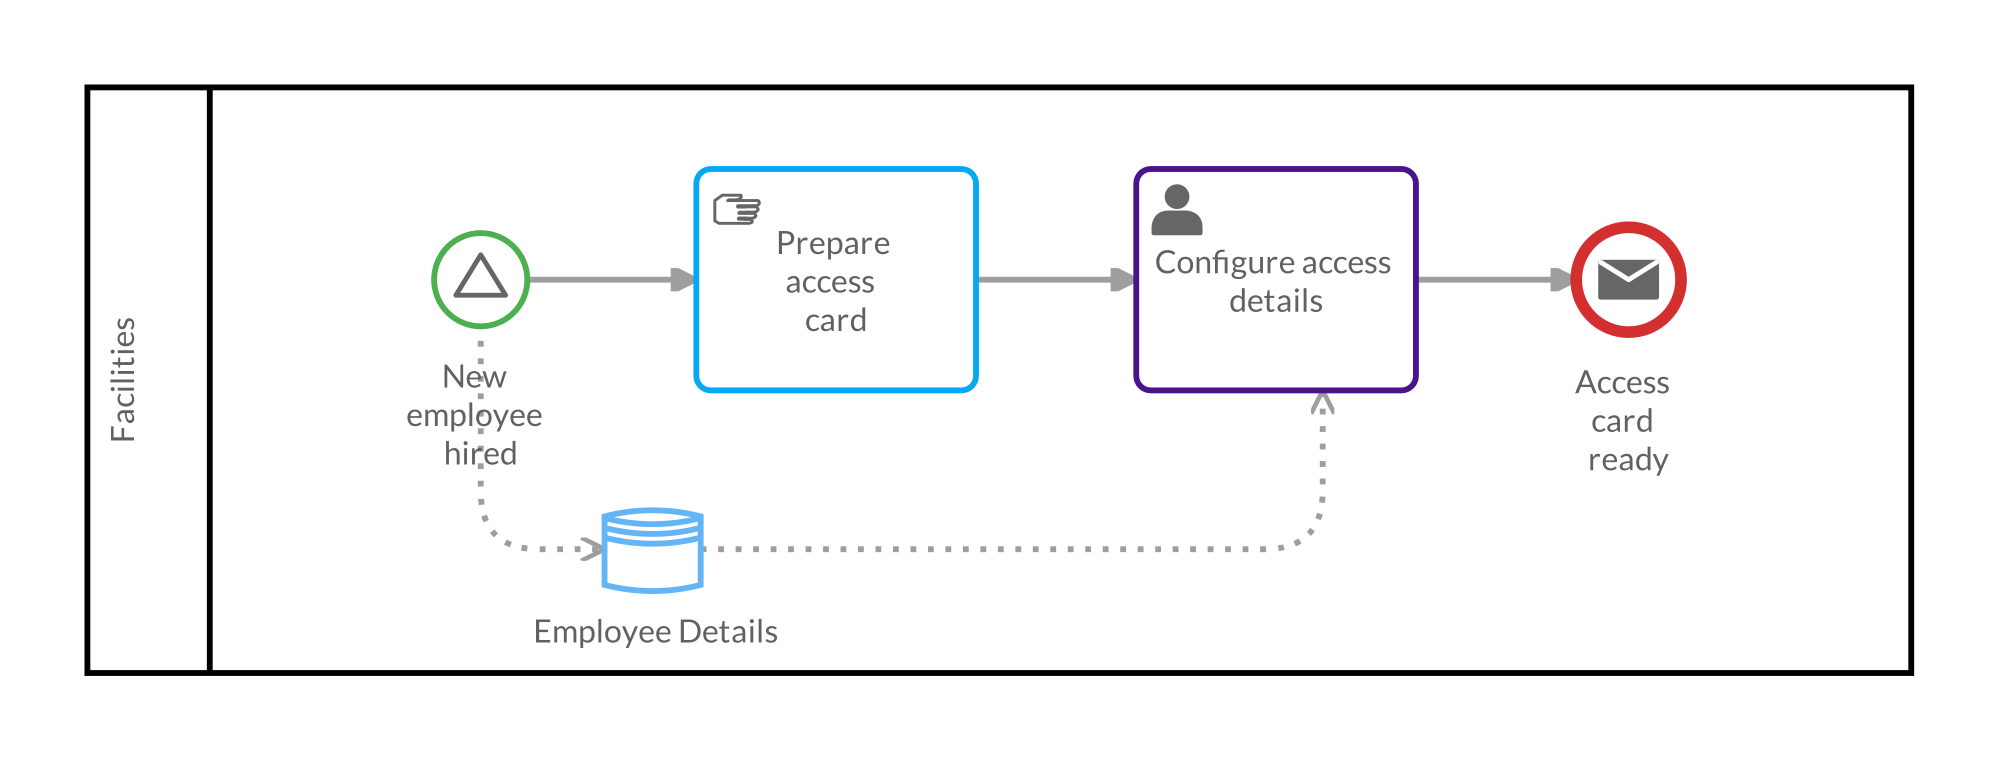 Facilities
New
employee
hired
Prepare
access
card
Configure access
details
Access
card
ready
Employee Details